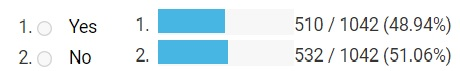 1. Yes 1. 510 / 1042 (48.94%)
2. No 2. 532 / 1042 (51.06%)